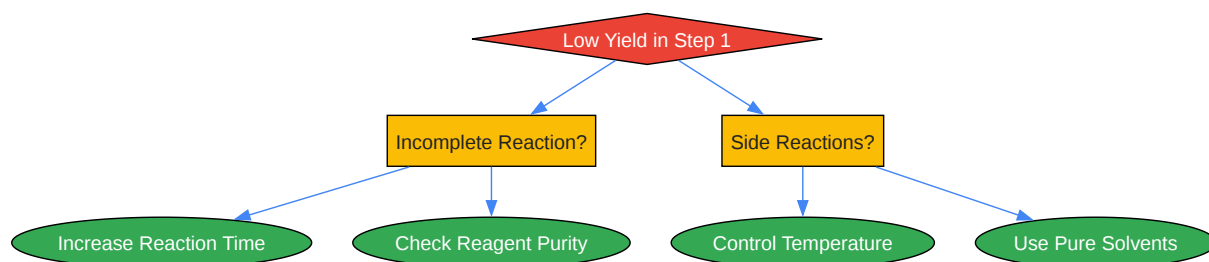 Low Yield in Step 1
Incomplete Reaction?
Side Reactions?
Increase Reaction Time
Check Reagent Purity
Control Temperature
Use Pure Solvents